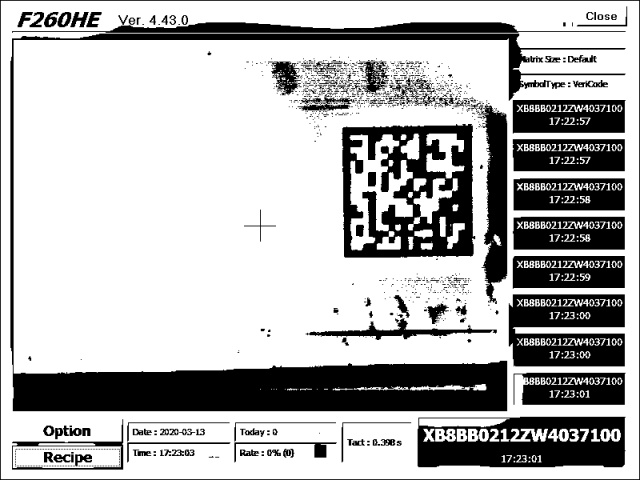 F260HE Ver. 4.43.0
Close
Matrix Size : Default
SymbolType : VeriCode
XB8BB0212ZW4037100
17:22:57
XB8BB0212ZW4037100
17:22:57
XB8BB0212ZW4037100
17:22:58
XB8BB0212ZW4037100
17:22:58
XB8BB0212ZW4037100
17:22:59
XB8BB0212ZW4037100
17:23:00
XB8BB0212ZW4037100
17:23:00
XB8BB0212ZW4037100
17:23:01
Option
Recipe
Date : 2020-03-13
Time : 17:23:03
Today : 0
Rate : 0% (0)
Tact : 0.398 s
XB8BB0212ZW4037100
17:23:01